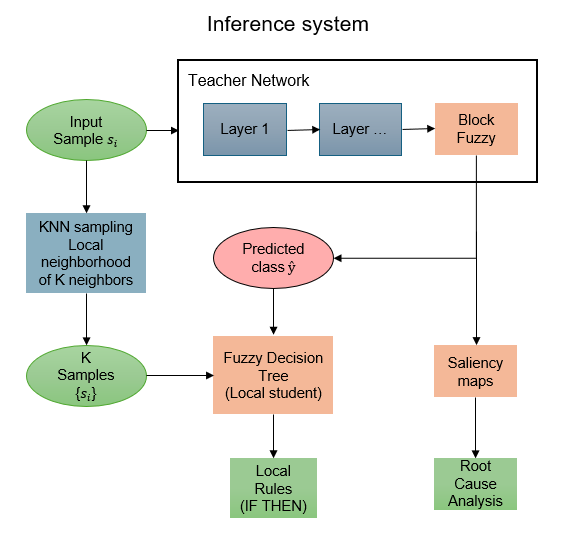 Inference system
Teacher Network
Input
Sample sᵢ
Layer 1
Layer …
Block
Fuzzy
KNN sampling
Local
neighborhood
of K neighbors
Predicted
class ŷ
K
Samples
{sᵢ}
Fuzzy Decision
Tree
(Local student)
Saliency
maps
Local
Rules
(IF THEN)
Root
Cause
Analysis